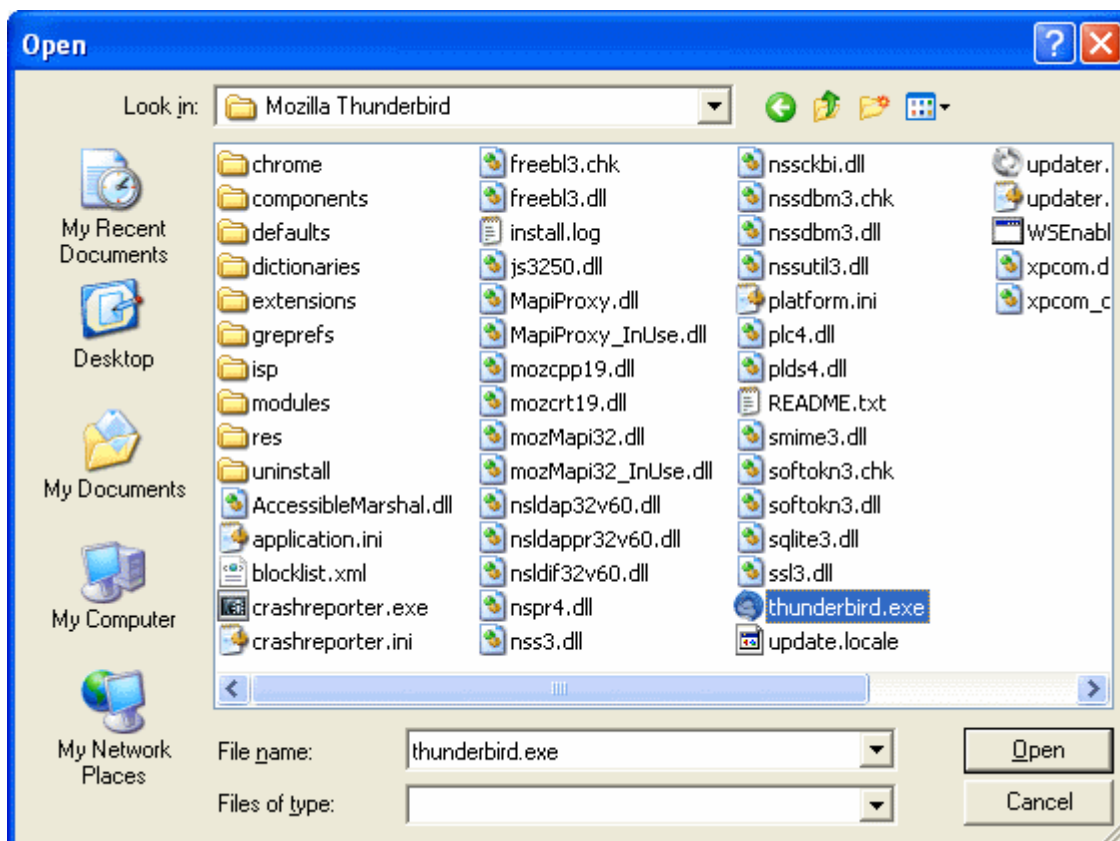 Open
Look in: Mozilla Thunderbird
My Recent
Documents
Desktop
My Documents
My Computer
My Network
Places
chrome
components
defaults
dictionaries
extensions
greprefs
isp
modules
res
uninstall
AccessibleMarshal.dll
application.ini
blocklist.xml
crashreporter.exe
crashreporter.ini
freebl3.chk
freebl3.dll
install.log
js3250.dll
MapiProxy.dll
MapiProxy_InUse.dll
mozcpp19.dll
mozcrt19.dll
mozMapi32.dll
mozMapi32_InUse.dll
nsldap32v60.dll
nsldappr32v60.dll
nsldif32v60.dll
nspr4.dll
nss3.dll
nssckbi.dll
nssdbm3.chk
nssdbm3.dll
nssutil3.dll
platform.ini
plc4.dll
plds4.dll
README.txt
smime3.dll
softokn3.chk
softokn3.dll
sqlite3.dll
ssl3.dll
thunderbird.exe
update.locale
updater.
updater.
WSEnabl
xpcom.d
xpcom_c
File name: thunderbird.exe
Open
Files of type:
Cancel